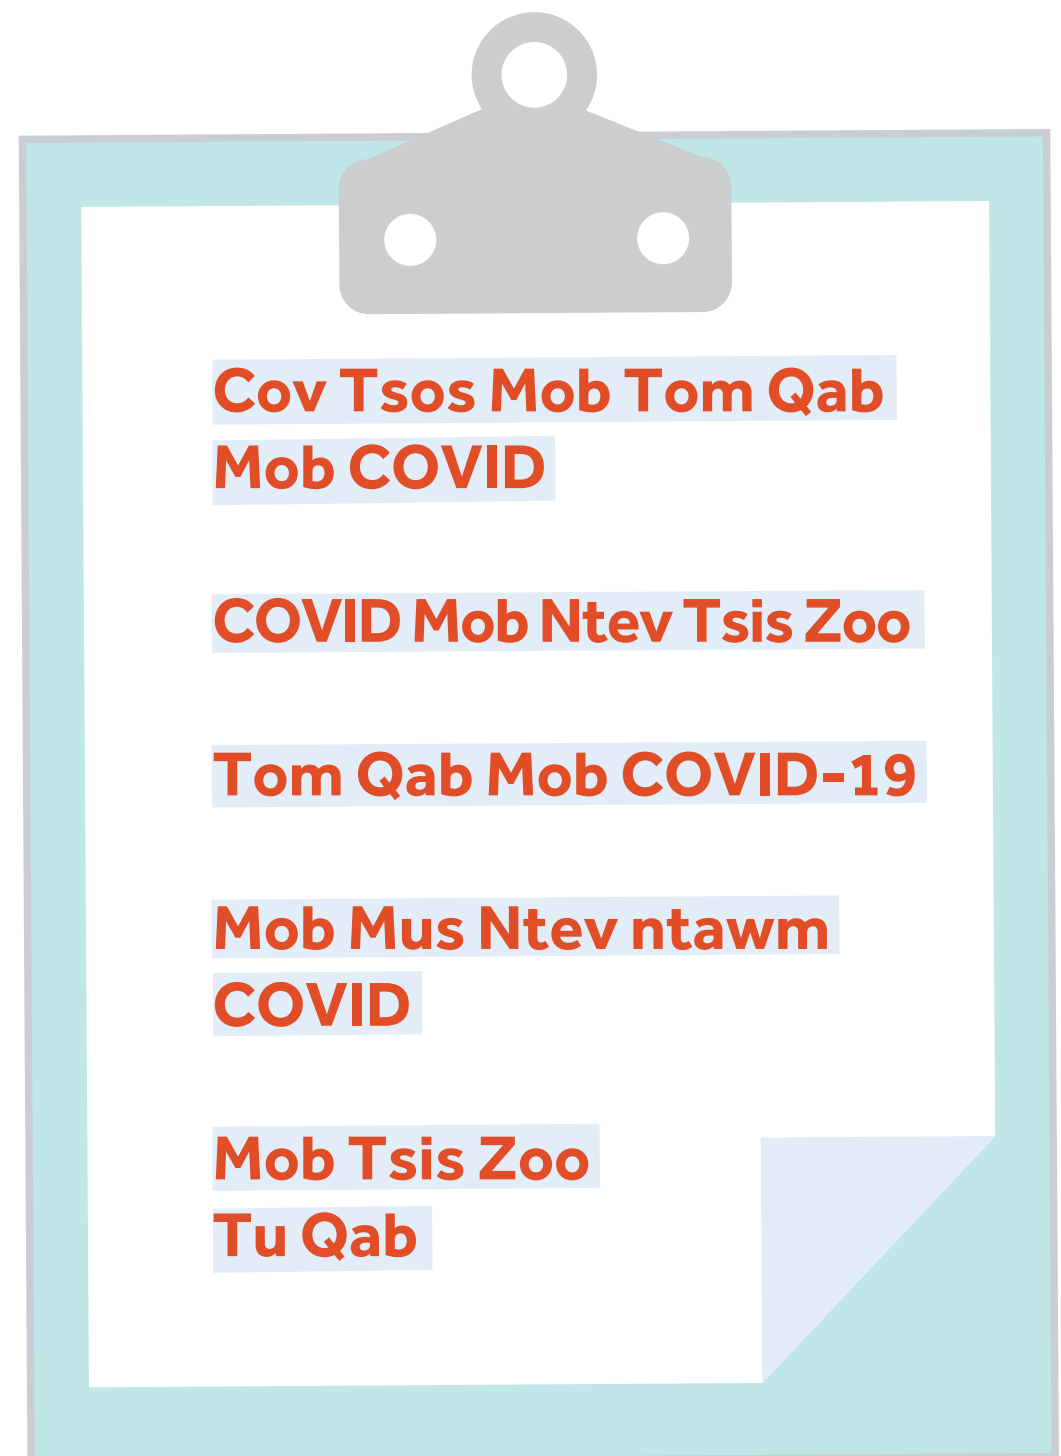 Cov Tsos Mob Tom Qab
Mob COVID
COVID Mob Ntev Tsis Zoo
Tom Qab Mob COVID-19
Mob Mus Ntev ntawm
COVID
Mob Tsis Zoo
Tu Qab